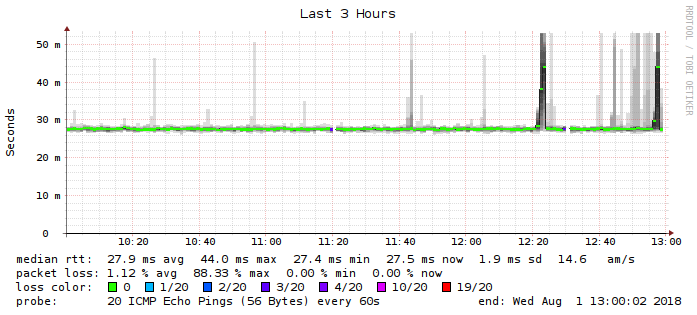 Last 3 Hours
RRDTOOL / TOBI OETIKER
Seconds
50 m
40 m
30 m
20 m
10 m
0
10:20 10:40 11:00 11:20 11:40 12:00 12:20 12:40 13:00
median rtt: 27.9 ms avg 44.0 ms max 27.4 ms min 27.5 ms now 1.9 ms sd 14.6 am/s
packet loss: 1.12 % avg 88.33 % max 0.00 % min 0.00 % now
loss color: 0 1/20 2/20 3/20 4/20 10/20 19/20
probe: 20 ICMP Echo Pings (56 Bytes) every 60s end: Wed Aug 1 13:00:02 2018